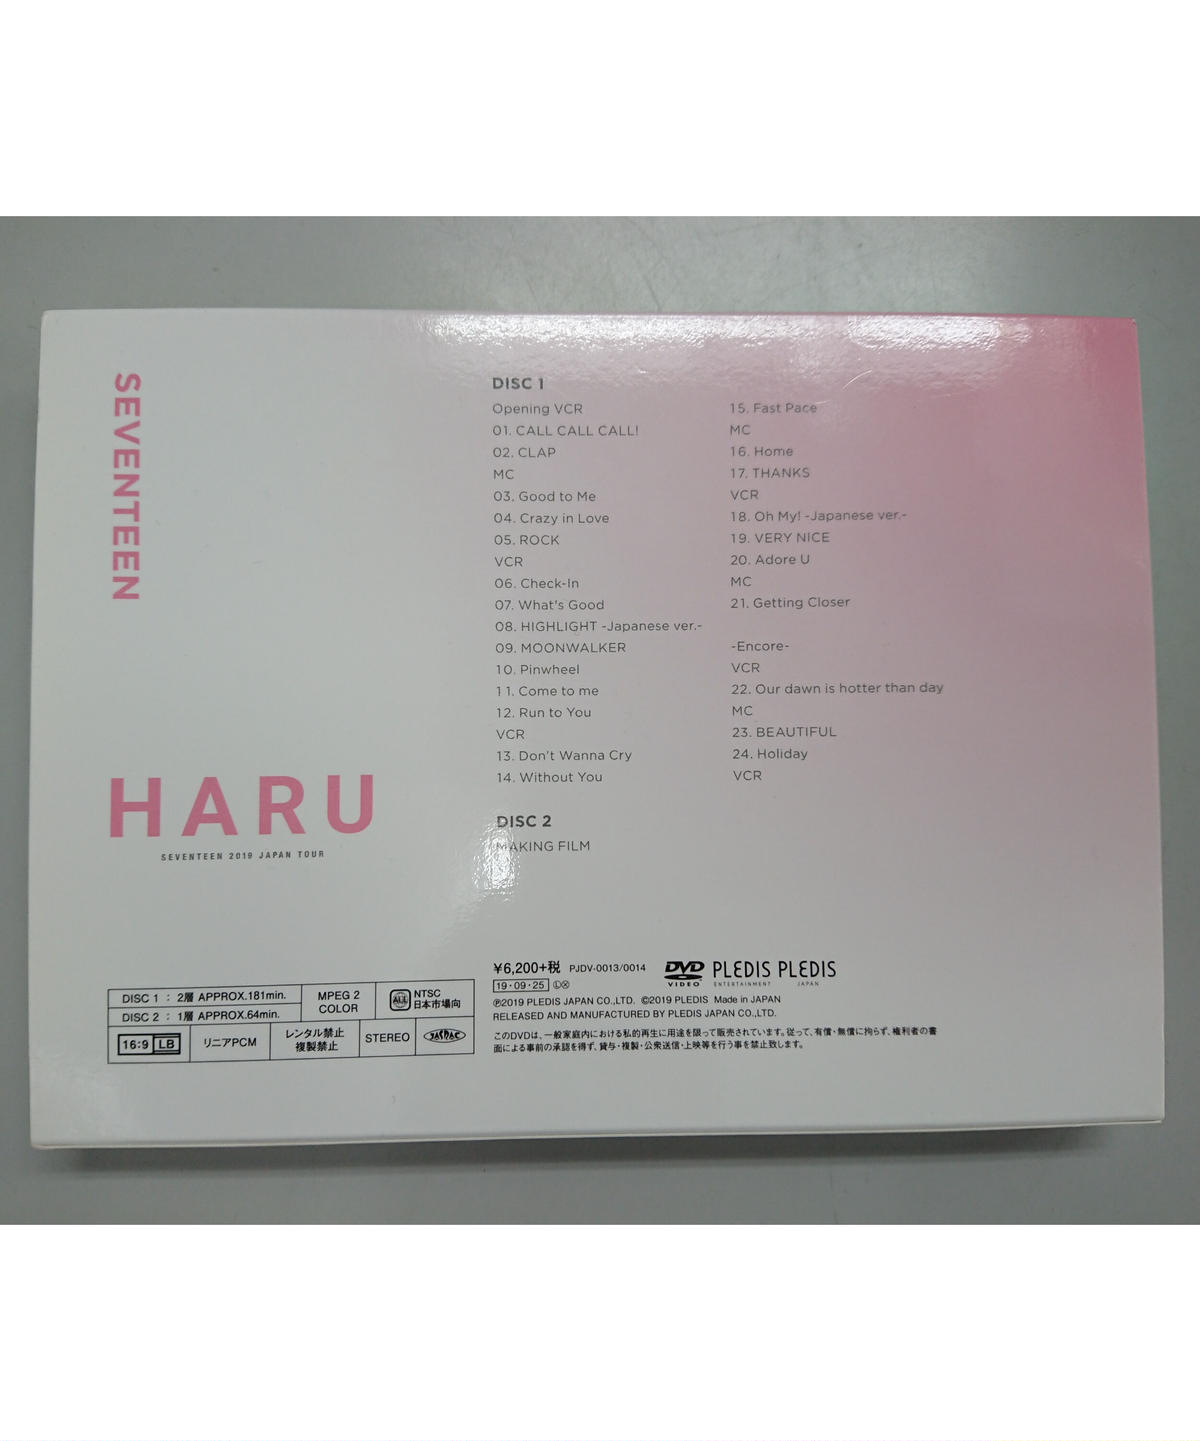 SEVENTEEN
HARU
SEVENTEEN 2019 JAPAN TOUR
DISC 1
Opening VCR
01. CALL CALL CALL!
02. CLAP
MC
03. Good to Me
04. Crazy in Love
05. ROCK
VCR
06. Check-In
07. What's Good
08. HIGHLIGHT -Japanese ver.-
09. MOONWALKER
10. Pinwheel
11. Come to me
12. Run to You
VCR
13. Don't Wanna Cry
14. Without You
15. Fast Pace
MC
16. Home
17. THANKS
VCR
18. Oh My! -Japanese ver.-
19. VERY NICE
20. Adore U
MC
21. Getting Closer
-Encore-
VCR
22. Our dawn is hotter than day
MC
23. BEAUTIFUL
24. Holiday
VCR
DISC 2
MAKING FILM
DISC 1 : 2層 APPROX.181min.
DISC 2 : 1層 APPROX.64min.
MPEG 2
COLOR
ALL
NTSC
日本市場向
16:9 LB
リニアPCM
レンタル禁止
複製禁止
STEREO
JASRAC
¥6,200+税 PJDV-0013/0014
19・09・25 Ⓛⓧ
DVD
VIDEO
PLEDIS
ENTERTAINMENT
PLEDIS
JAPAN
℗2019 PLEDIS JAPAN CO.,LTD. ©2019 PLEDIS Made in JAPAN
RELEASED AND MANUFACTURED BY PLEDIS JAPAN CO.,LTD.
このDVDは、一般家庭内における私的再生に用途を限って販売されています。従って、有償・無償に拘らず、権利者の書
面による事前の承認を得ず、貸与・複製・公衆送信・上映等を行う事を禁止致します。